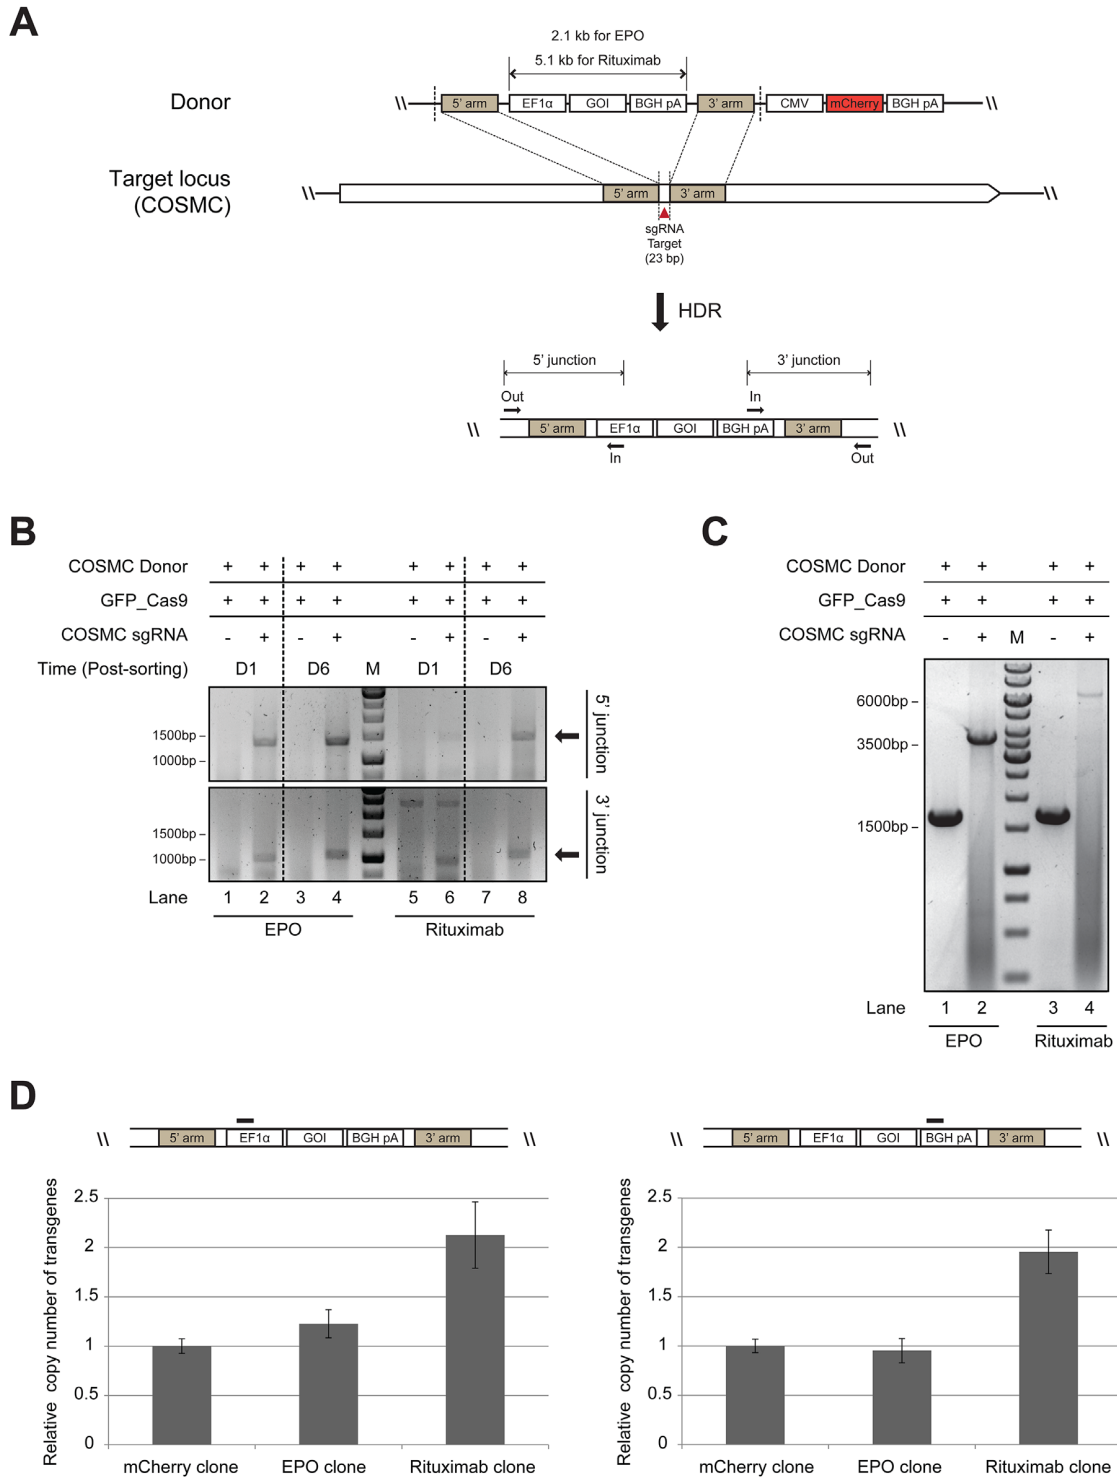 A
2.1 kb for EPO
5.1 kb for Rituximab
Donor
5’ arm EF1α GOI BGH pA 3’ arm CMV mCherry BGH pA
Target locus
(COSMC)
5’ arm 3’ arm
sgRNA
Target
(23 bp)
HDR
5’ junction 3’ junction
Out In
5’ arm EF1α GOI BGH pA 3’ arm
In Out
B
COSMC Donor + + + + + + + +
GFP_Cas9 + + + + + + + +
COSMC sgRNA - + - + - + - +
Time (Post-sorting) D1 D6 M D1 D6
1500bp
1000bp
5’ junction
1500bp
1000bp
3’ junction
Lane 1 2 3 4 5 6 7 8
EPO Rituximab
C
COSMC Donor + + + +
GFP_Cas9 + + + +
COSMC sgRNA - + M - +
6000bp
3500bp
1500bp
Lane 1 2 3 4
EPO Rituximab
D
5’ arm EF1α GOI BGH pA 3’ arm
Relative copy number of transgenes
2.5
2
1.5
1
0.5
0
mCherry clone EPO clone Rituximab clone
5’ arm EF1α GOI BGH pA 3’ arm
Relative copy number of transgenes
2.5
2
1.5
1
0.5
0
mCherry clone EPO clone Rituximab clone